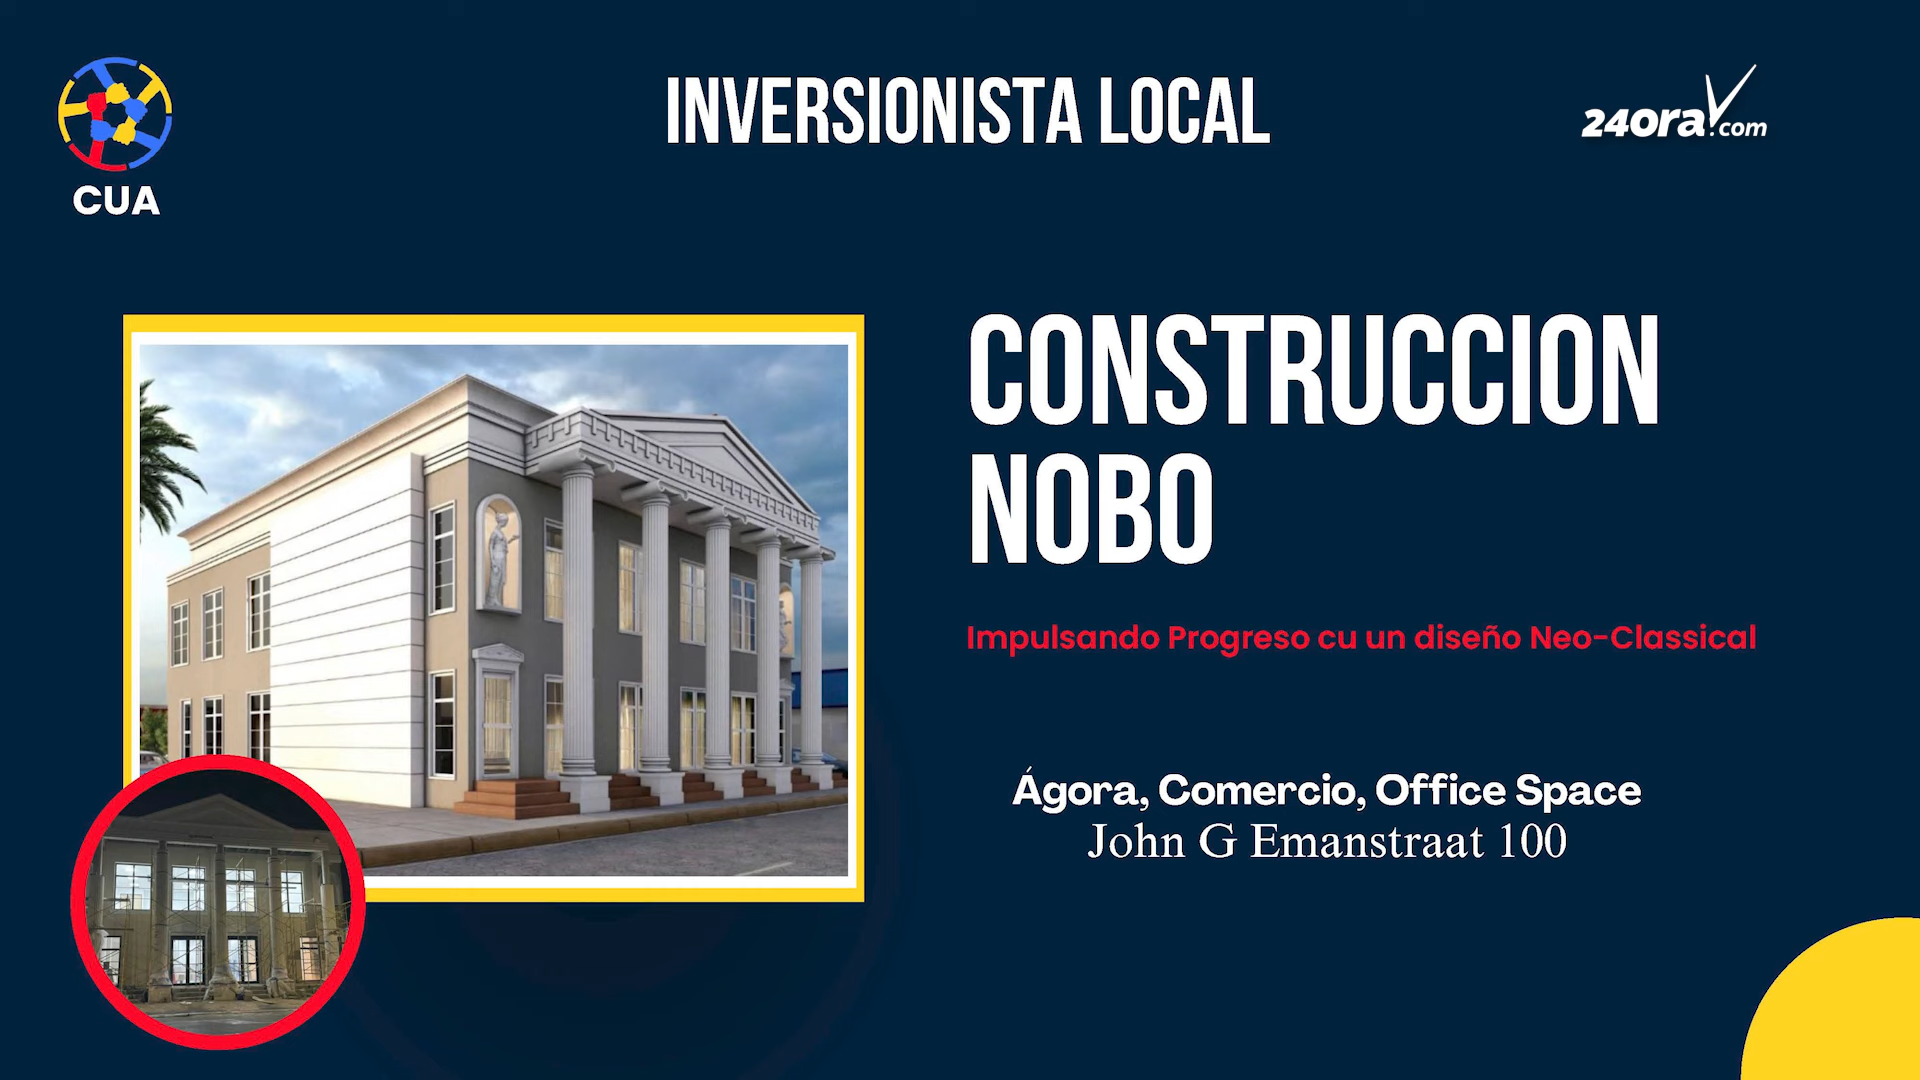 CUA
INVERSIONISTA LOCAL
24ora.com
CONSTRUCCION
NOBO
Impulsando Progreso cu un diseño Neo-Classical
Ágora, Comercio, Office Space
John G Emanstraat 100